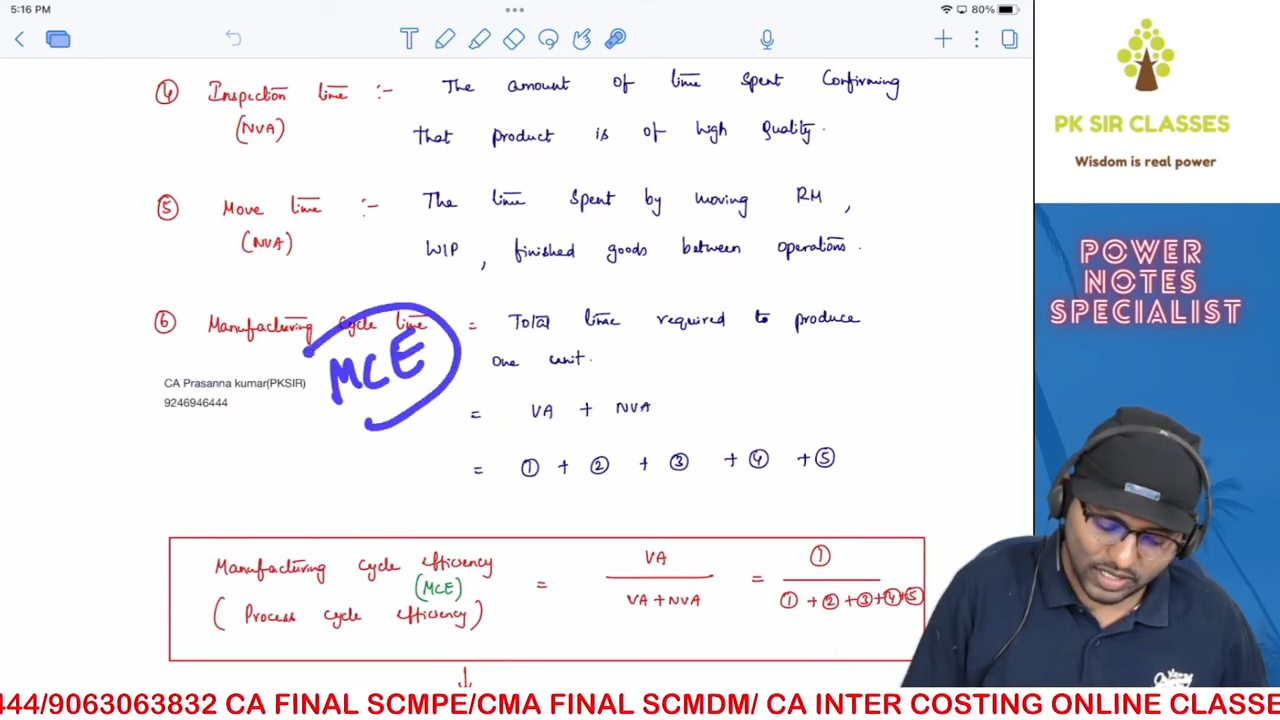 5:16 PM
80%
④ Inspection time :- The amount of time spent confirming
(NVA) that product is of high Quality.
⑤ Move time :- The time spent by moving RM,
(NVA) WIP, finished goods between operations.
⑥ Manufacturing cycle time = Total time required to produce
one unit.
MCE
CA Prasanna kumar(PKSIR)
9246946444
= VA + NVA
= ① + ② + ③ + ④ + ⑤
Manufacturing cycle efficiency
(MCE)
(Process cycle efficiency)
= VA / VA + NVA = ① / ① + ② + ③ + ④ + ⑤
PK SIR CLASSES
Wisdom is real power
POWER
NOTES
SPECIALIST
444/9063063832 CA FINAL SCMPE/CMA FINAL SCMDM/ CA INTER COSTING ONLINE CLASSE